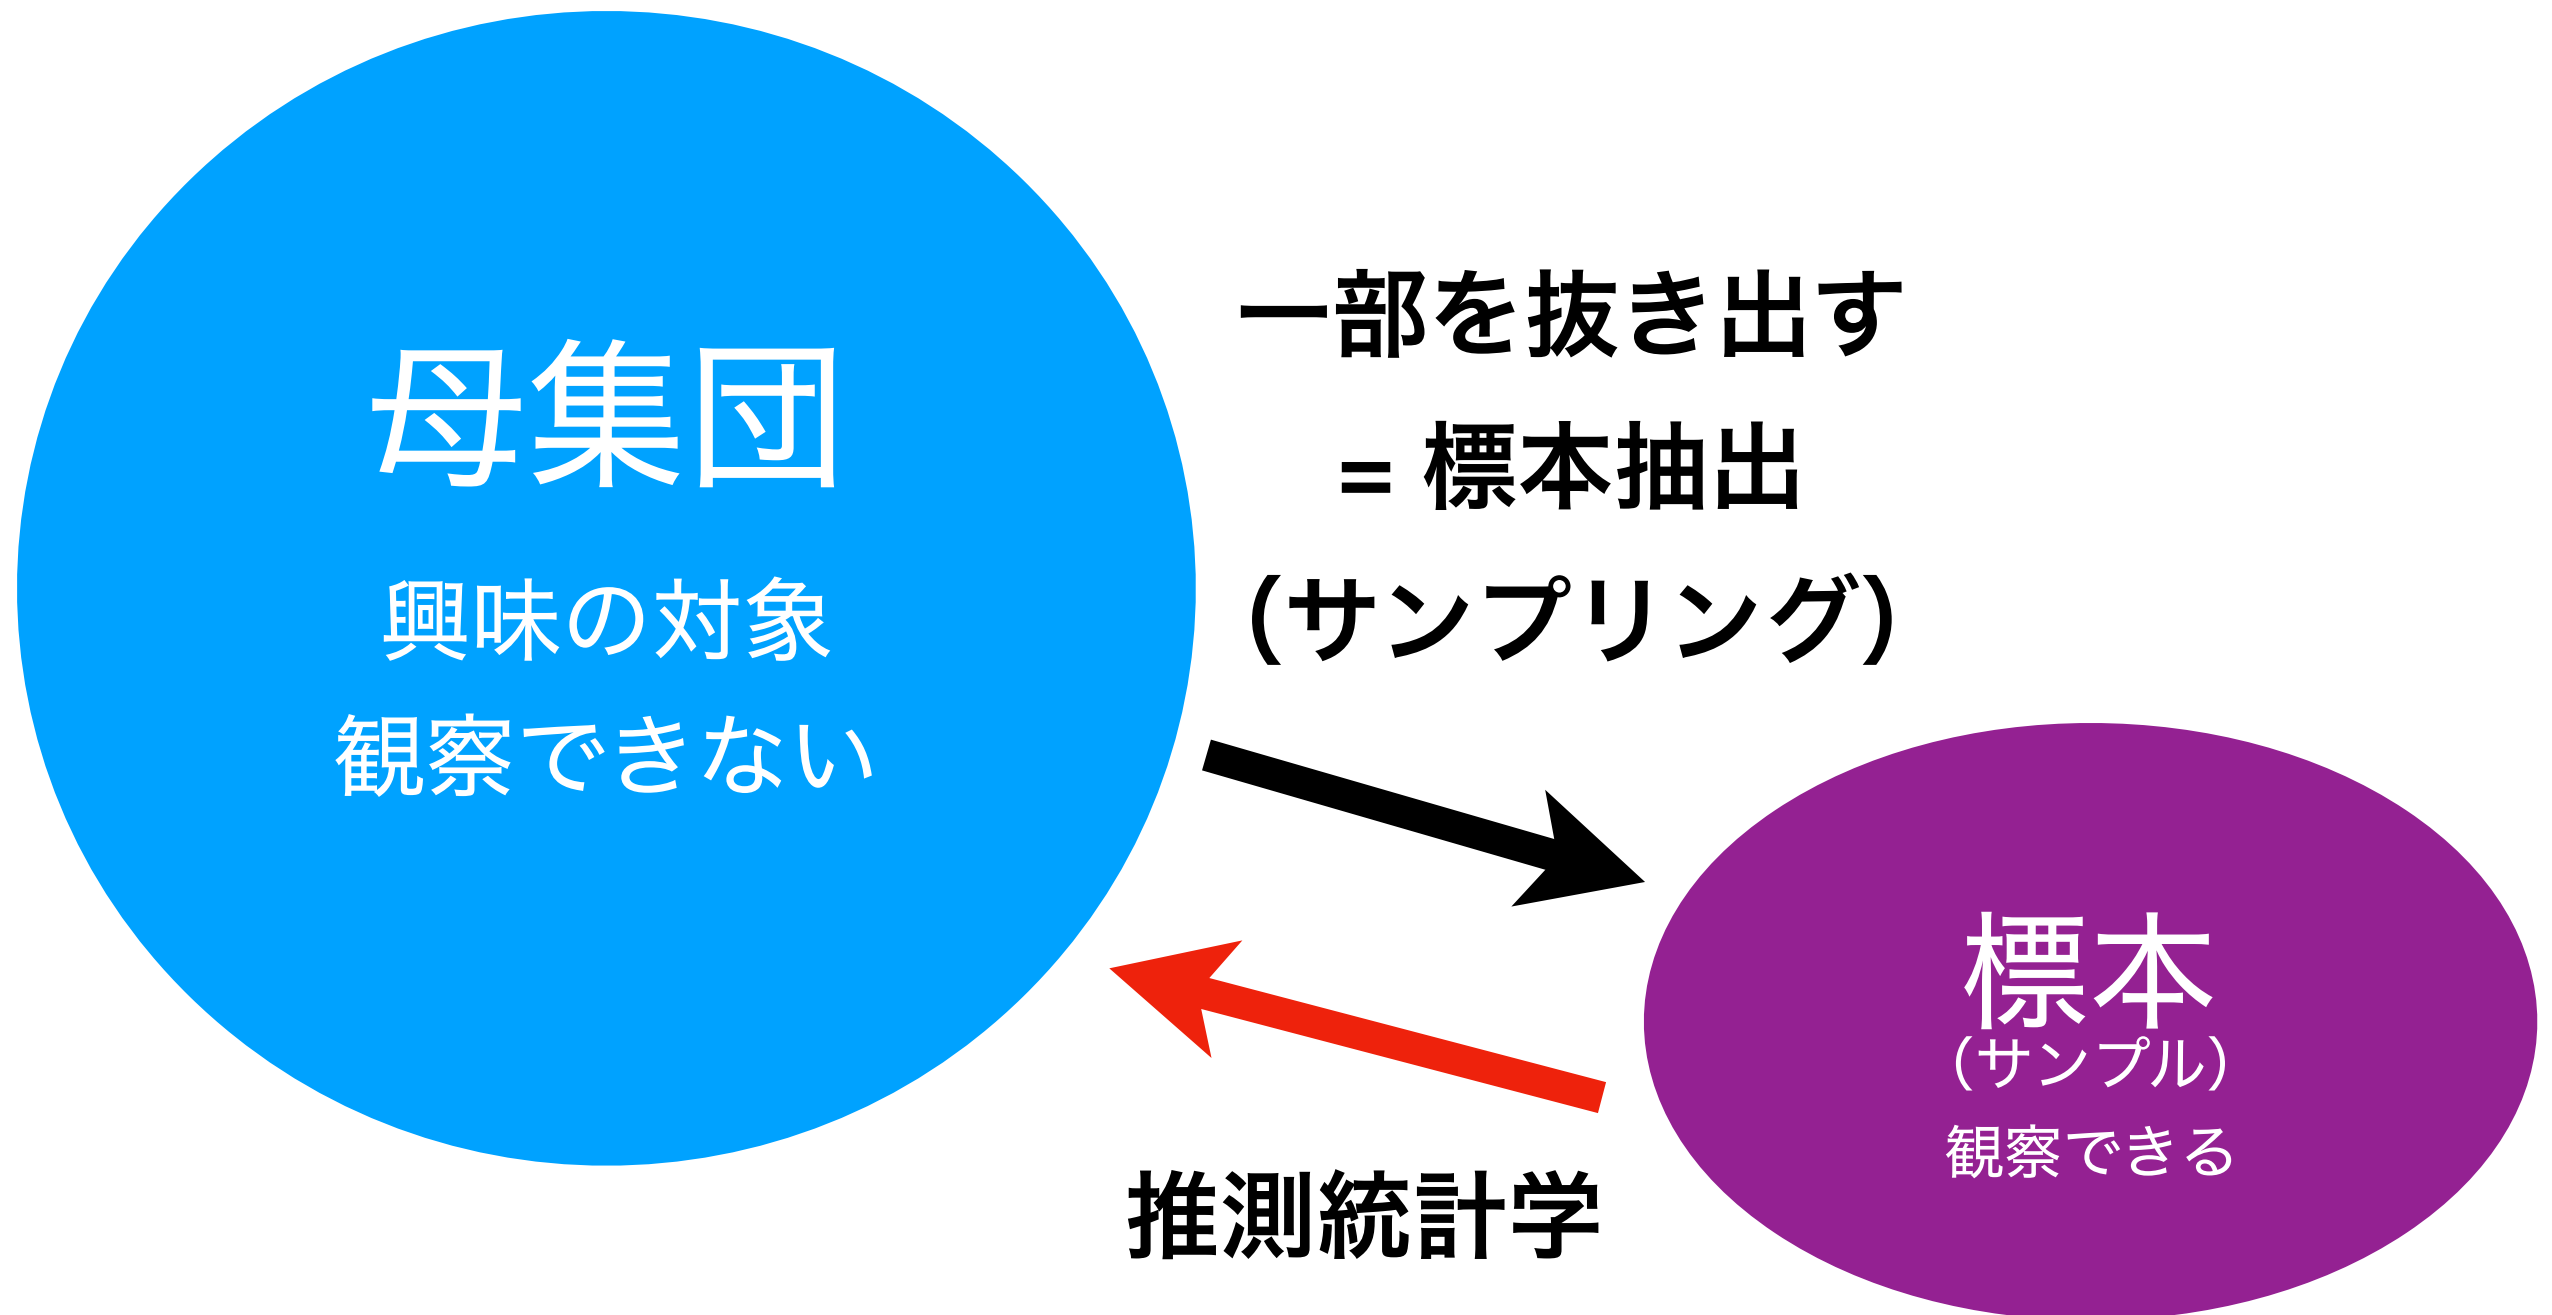 母集団
興味の対象
観察できない
一部を抜き出す
= 標本抽出
（サンプリング）
標本
（サンプル）
観察できる
推測統計学